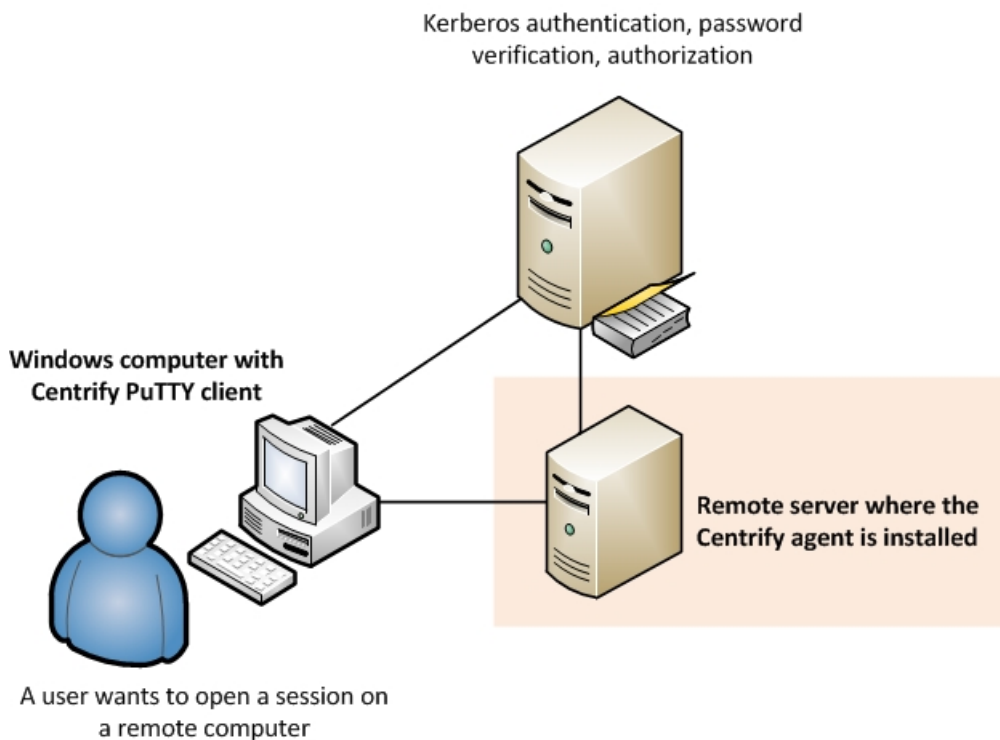 Kerberos authentication, password
verification, authorization
Windows computer with
Centrify PuTTY client
Remote server where the
Centrify agent is installed
A user wants to open a session on
a remote computer